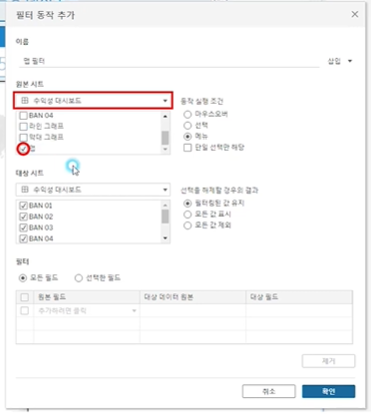 필터 동작 추가
이름
맵 필터
삽입
원본 시트
수익성 대시보드
동작 실행 조건
BAN 04
라인 그래프
막대 그래프
맵
마우스오버
선택
메뉴
단일 선택만 해당
대상 시트
수익성 대시보드
선택을 해제할 경우의 결과
BAN 01
BAN 02
BAN 03
BAN 04
필터링된 값 유지
모든 값 표시
모든 값 제외
필터
모든 필드 선택한 필드
원본 필드 대상 데이터 원본 대상 필드
추가하려면 클릭
제거
취소 확인